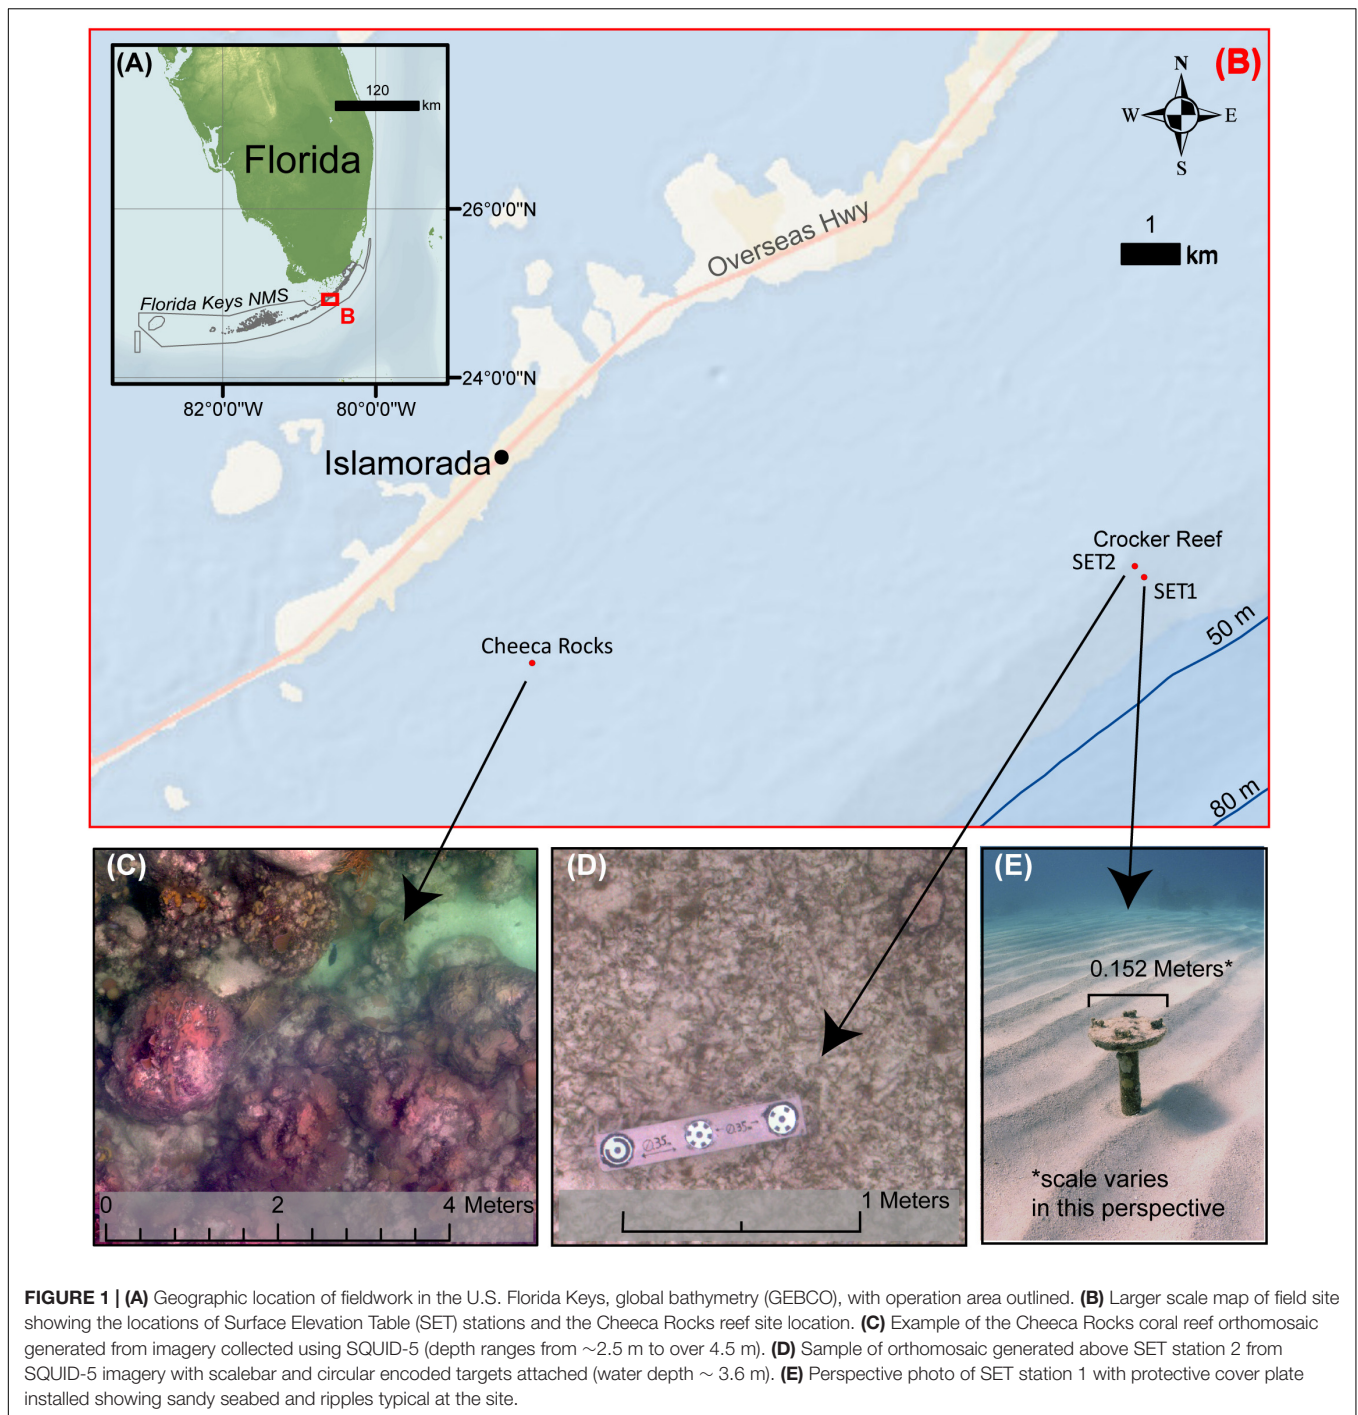 (A)
120
km
Florida
26°0'0"N
Florida Keys NMS
B
24°0'0"N
82°0'0"W
80°0'0"W
(B)
N
W
E
S
1
km
Overseas Hwy
Islamorada
Crocker Reef
SET2
SET1
Cheeca Rocks
50 m
80 m
(C)
0
2
4 Meters
(D)
0.35m
0.35m
1 Meters
(E)
0.152 Meters*
*scale varies
in this perspective
FIGURE 1 | (A) Geographic location of fieldwork in the U.S. Florida Keys, global bathymetry (GEBCO), with operation area outlined. (B) Larger scale map of field site
showing the locations of Surface Elevation Table (SET) stations and the Cheeca Rocks reef site location. (C) Example of the Cheeca Rocks coral reef orthomosaic
generated from imagery collected using SQUID-5 (depth ranges from ∼2.5 m to over 4.5 m). (D) Sample of orthomosaic generated above SET station 2 from
SQUID-5 imagery with scalebar and circular encoded targets attached (water depth ∼ 3.6 m). (E) Perspective photo of SET station 1 with protective cover plate
installed showing sandy seabed and ripples typical at the site.